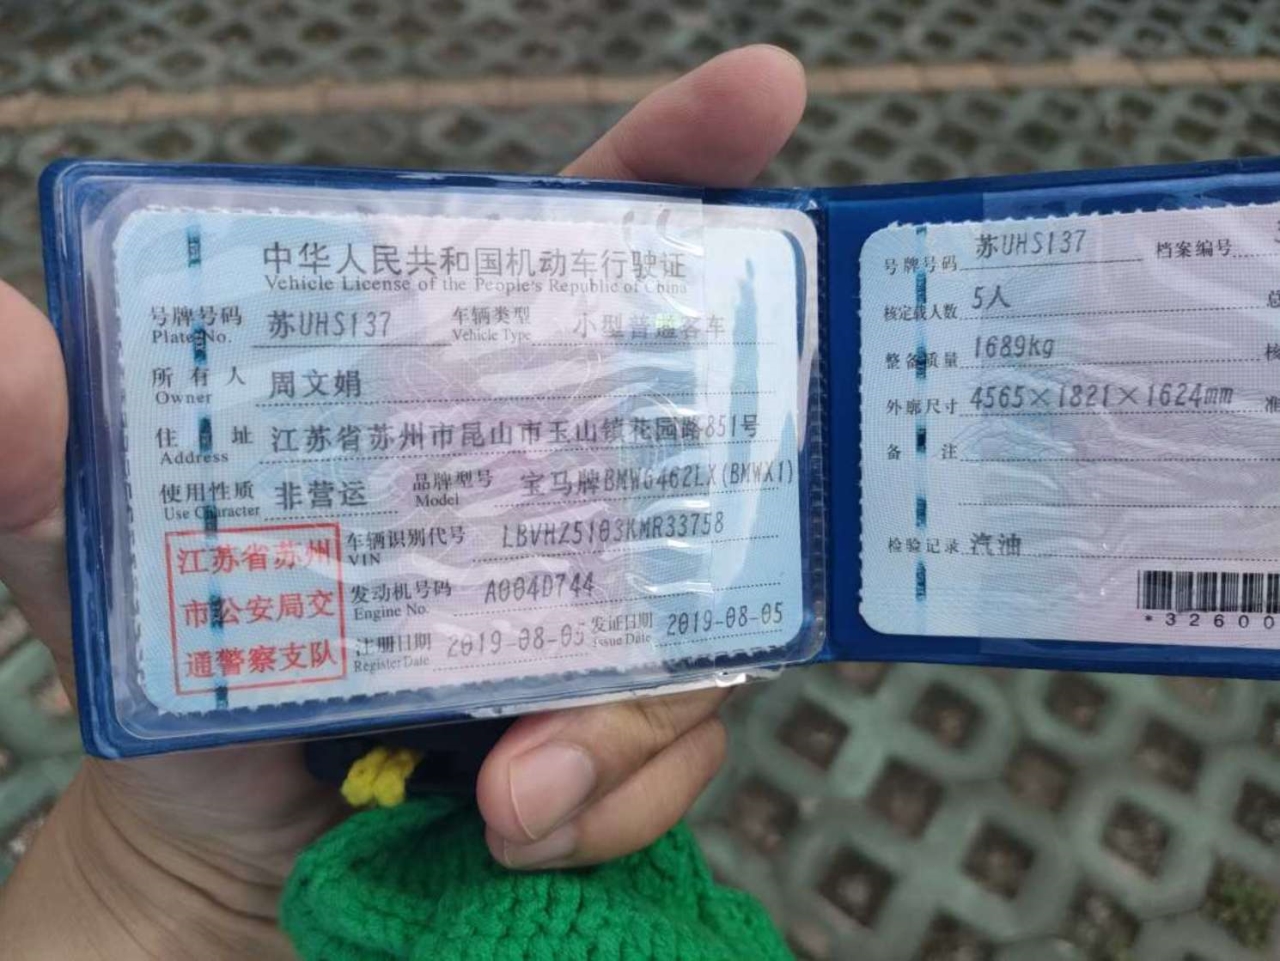 中华人民共和国机动车行驶证
Vehicle License of the People's Republic of China
号牌号码 苏UHS137 车辆类型 小型普通客车
Plate No. Vehicle Type
所有人 周文娟
Owner
住址 江苏省苏州市昆山市玉山镇花园路851号
Address
使用性质 非营运 品牌型号 宝马牌BMW6462LX(BMWX1)
Use Character Model
江苏省苏州
市公安局交
通警察支队
车辆识别代号 LBVHZ5103KMR33758
VIN
发动机号码 A004D744
Engine No.
注册日期 2019-08-05 发证日期 2019-08-05
Register Date Issue Date
号牌号码 苏UHS137 档案编号
核定载人数 5人
整备质量 1689kg
外廓尺寸 4565×1821×1624mm
备注
检验记录 汽油
*32600